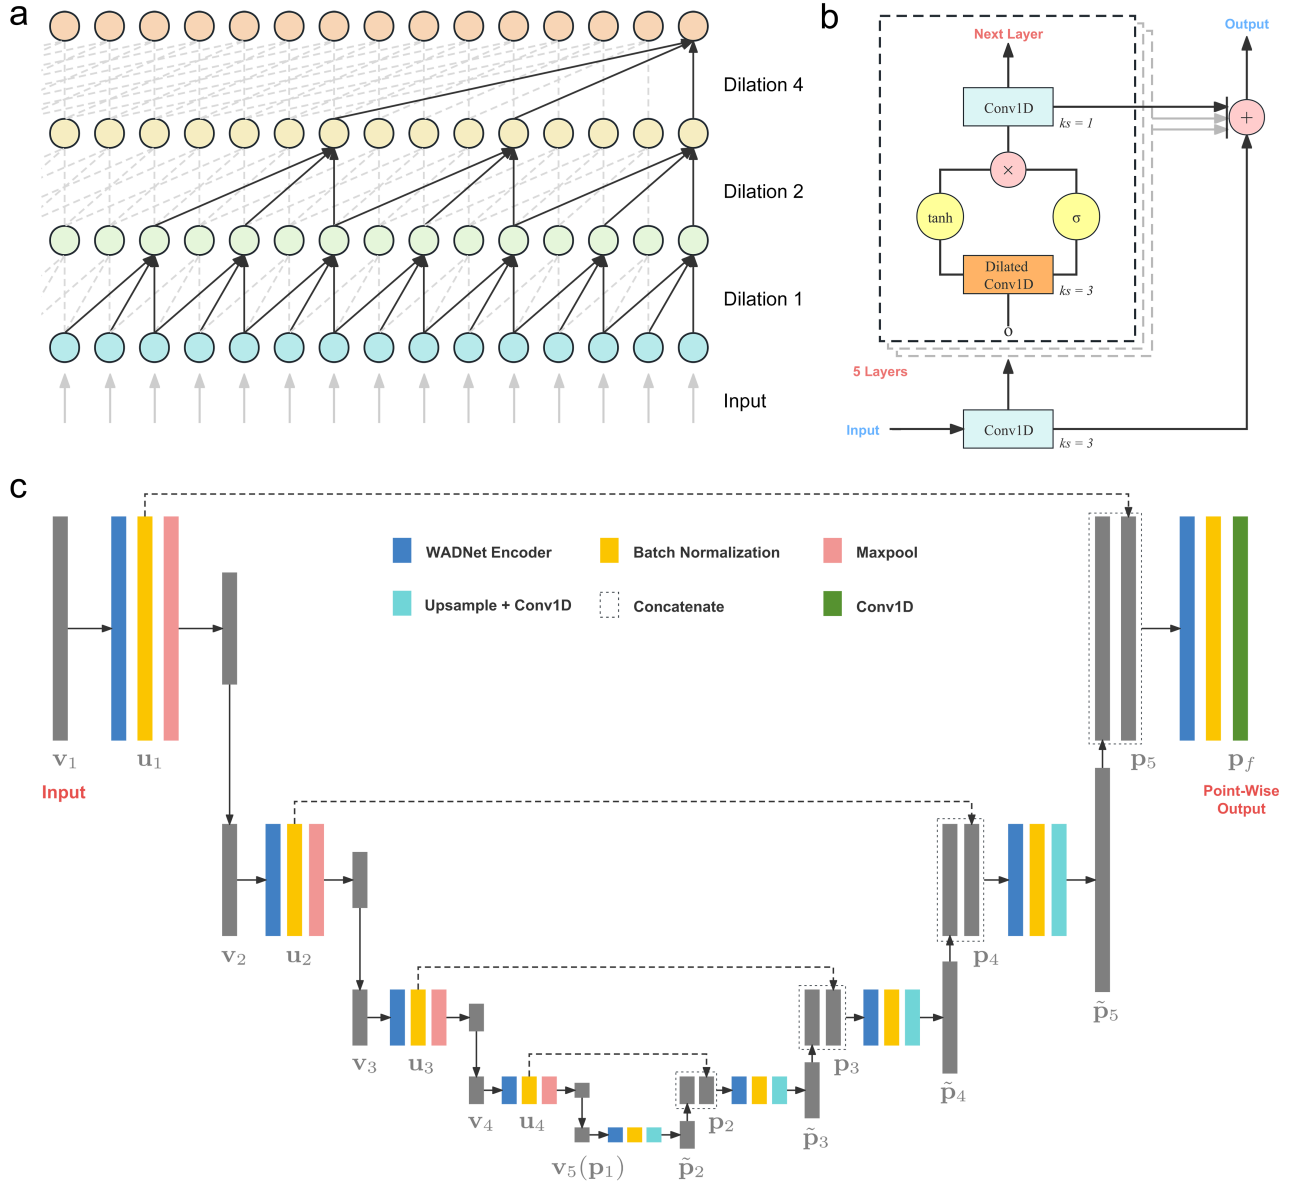 a
Dilation 4
Dilation 2
Dilation 1
Input
b
Next Layer
Output
Conv1D
ks = 1
+
×
tanh
σ
Dilated
Conv1D
ks = 3
5 Layers
Input
Conv1D
ks = 3
c
WADNet Encoder
Batch Normalization
Maxpool
Upsample + Conv1D
Concatenate
Conv1D
v₁
u₁
Input
p₅
p_f
Point-Wise
Output
v₂
u₂
p₄
p̃₅
v₃
u₃
p₃
p̃₄
v₄
u₄
p₂
p̃₃
v₅(p₁)
p̃₂